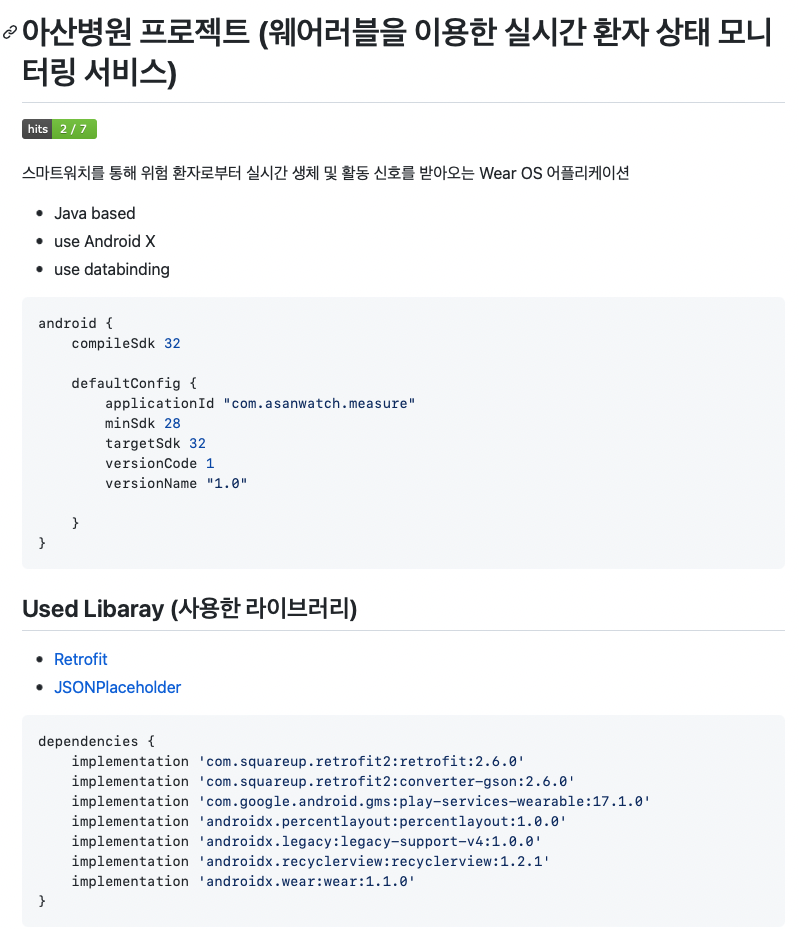 아산병원 프로젝트 (웨어러블을 이용한 실시간 환자 상태 모니
터링 서비스)
hits 2 / 7
스마트워치를 통해 위험 환자로부터 실시간 생체 및 활동 신호를 받아오는 Wear OS 어플리케이션
Java based
use Android X
use databinding
android {
    compileSdk 32
    defaultConfig {
        applicationId "com.asanwatch.measure"
        minSdk 28
        targetSdk 32
        versionCode 1
        versionName "1.0"
    }
}
Used Libaray (사용한 라이브러리)
Retrofit
JSONPlaceholder
dependencies {
    implementation 'com.squareup.retrofit2:retrofit:2.6.0'
    implementation 'com.squareup.retrofit2:converter-gson:2.6.0'
    implementation 'com.google.android.gms:play-services-wearable:17.1.0'
    implementation 'androidx.percentlayout:percentlayout:1.0.0'
    implementation 'androidx.legacy:legacy-support-v4:1.0.0'
    implementation 'androidx.recyclerview:recyclerview:1.2.1'
    implementation 'androidx.wear:wear:1.1.0'
}